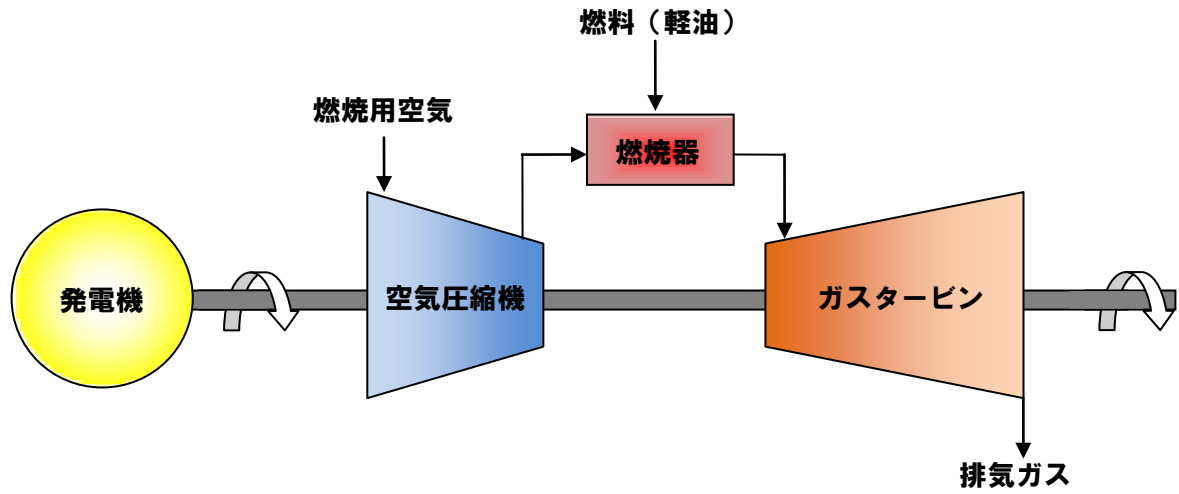 燃料（軽油）
燃焼用空気
燃焼器
発電機
空気圧縮機
ガスタービン
排気ガス